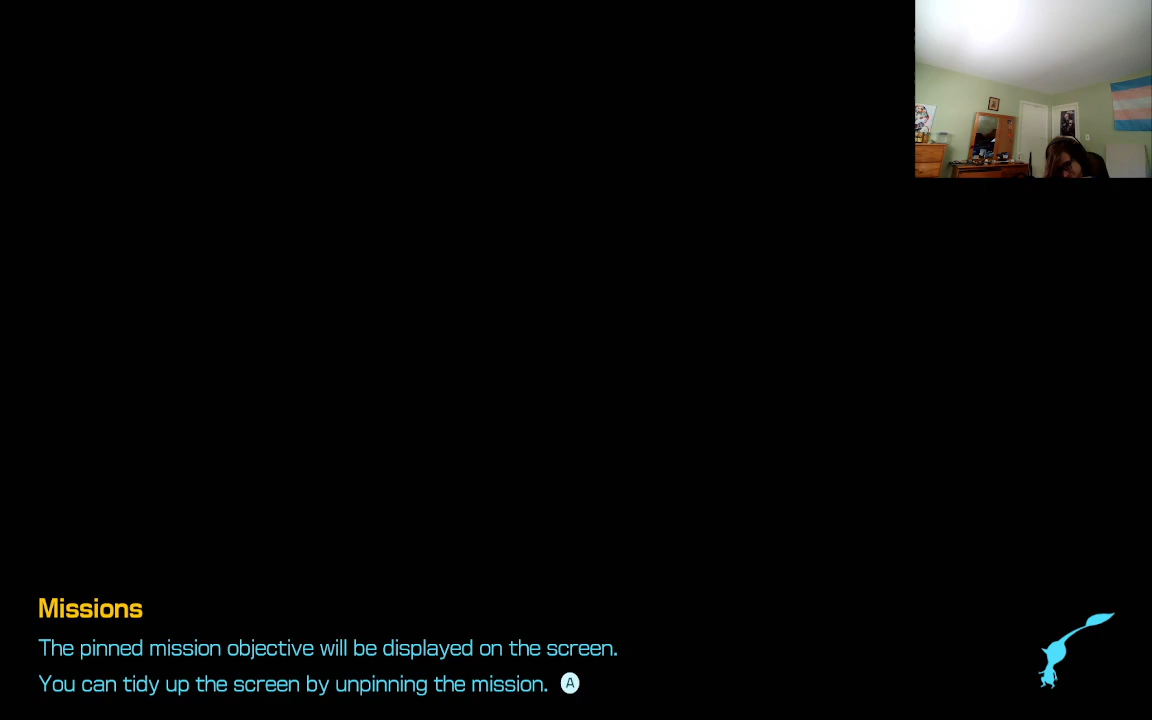 Missions
The pinned mission objective will be displayed on the screen.
You can tidy up the screen by unpinning the mission. A